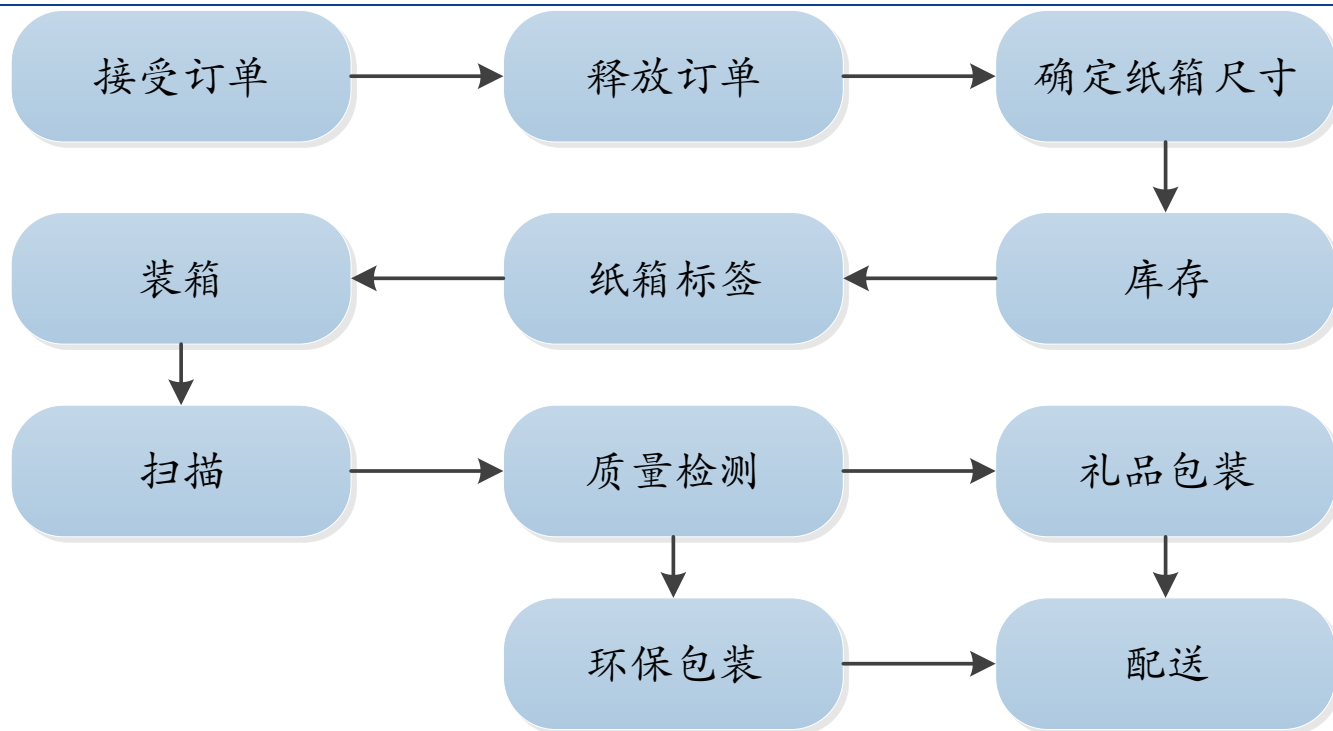 接受订单
释放订单
确定纸箱尺寸
装箱
纸箱标签
库存
扫描
质量检测
礼品包装
环保包装
配送